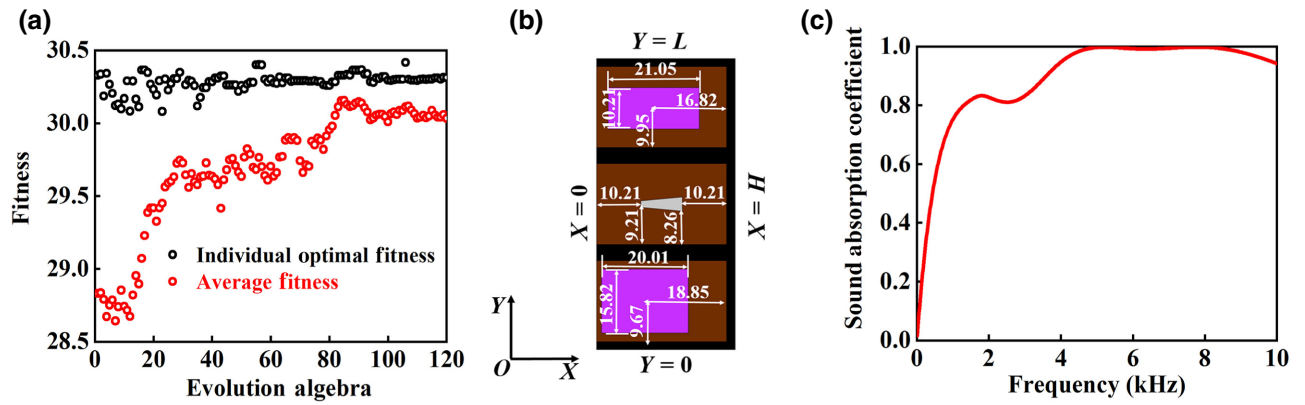 (a)
30.5
30.0
29.5
29.0
28.5
Fitness
Individual optimal fitness
Average fitness
0 20 40 60 80 100 120
Evolution algebra
(b)
Y = L
21.05
10.21
16.82
9.95
X = 0
10.21
10.21
9.21
8.26
X = H
20.01
15.82
18.85
9.67
Y
O
X
Y = 0
(c)
1.0
0.8
0.6
0.4
0.2
0.0
Sound absorption coefficient
0 2 4 6 8 10
Frequency (kHz)